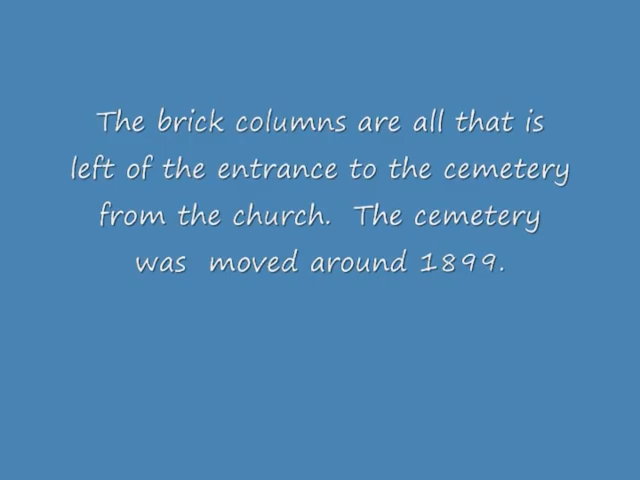 The brick columns are all that is
left of the entrance to the cemetery
from the church.  The cemetery
was  moved around 1899.